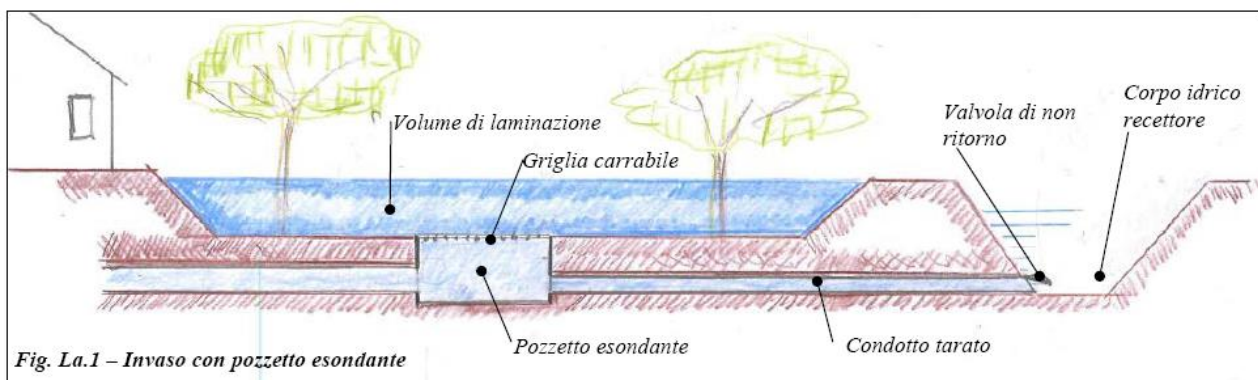 Volume di laminazione
Griglia carrabile
Valvola di non
ritorno
Corpo idrico
recettore
Pozzetto esondante
Condotto tarato
Fig. La.1 – Invaso con pozzetto esondante